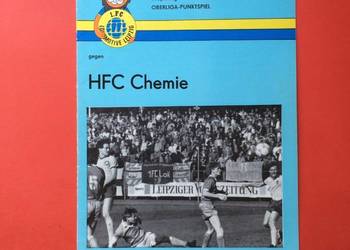 OBERLIGA-PUNKTSPIEL
1.FC
LOKOMOTIVE LEIPZIG
gegen
HFC Chemie
1.FC Lok
LEIPZIGER
ZEITUNG